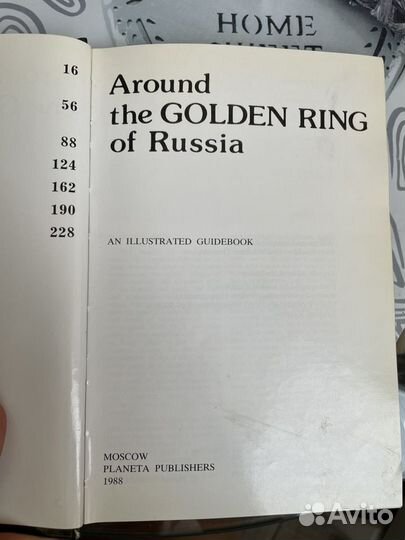 HOME
16
56
88
124
162
190
228
Around
the GOLDEN RING
of Russia
AN ILLUSTRATED GUIDEBOOK
MOSCOW
PLANETA PUBLISHERS
1988
Avito